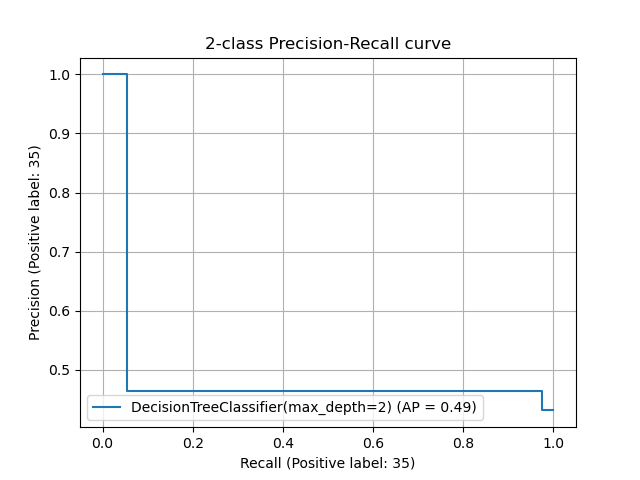 2-class Precision-Recall curve
1.0
0.9
0.8
0.7
0.6
0.5
Precision (Positive label: 35)
DecisionTreeClassifier(max_depth=2) (AP = 0.49)
0.0 0.2 0.4 0.6 0.8 1.0
Recall (Positive label: 35)